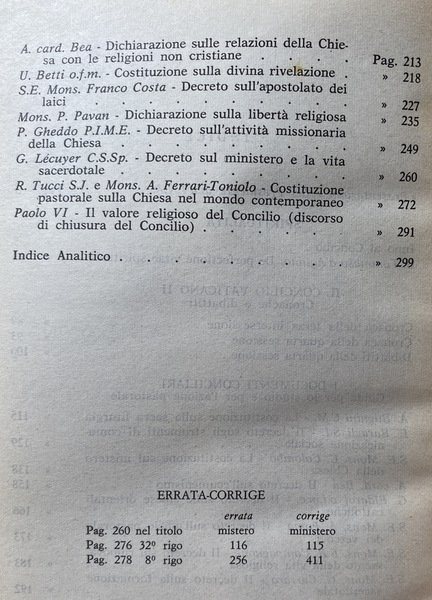 A. card. Bea - Dichiarazione sulle relazioni della Chie-
sa con le religioni non cristiane . . . . Pag. 213
U. Betti o.f.m. - Costituzione sulla divina rivelazione . » 218
S.E. Mons. Franco Costa - Decreto sull'apostolato dei
laici . . . . . . . . . . » 227
Mons. P. Pavan - Dichiarazione sulla libertà religiosa » 235
P. Gheddo P.I.M.E. - Decreto sull'attività missionaria
della Chiesa . . . . . . . . » 249
G. Lécuyer C.S.Sp. - Decreto sul ministero e la vita
sacerdotale . . . . . . . . » 260
R. Tucci S.I. e Mons. A. Ferrari-Toniolo - Costituzione
pastorale sulla Chiesa nel mondo contemporaneo » 272
Paolo VI - Il valore religioso del Concilio (discorso
di chiusura del Concilio) . . . . . . » 291
Indice Analitico . . . . . . . . » 299
ERRATA-CORRIGE
errata corrige
Pag. 260 nel titolo mistero ministero
Pag. 276 32º rigo 116 115
Pag. 278 8º rigo 256 411